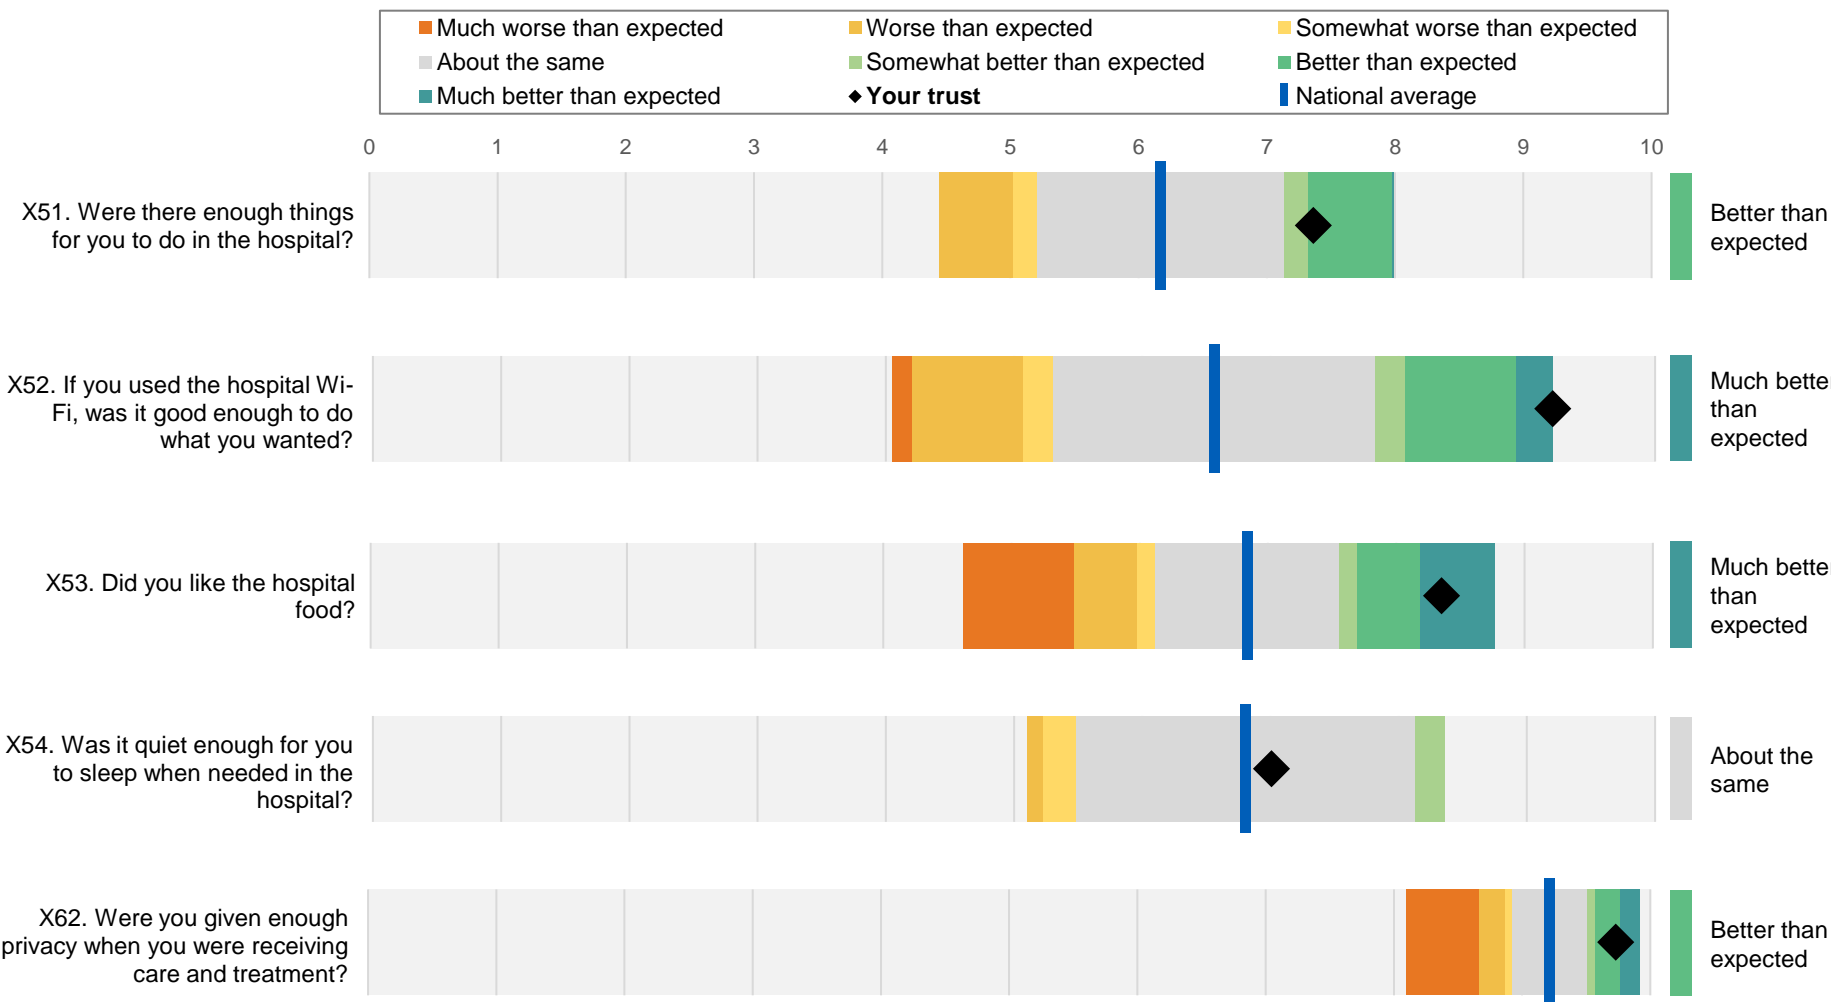 Much worse than expected
Worse than expected
Somewhat worse than expected
About the same
Somewhat better than expected
Better than expected
Much better than expected
Your trust
National average
0 1 2 3 4 5 6 7 8 9 10
X51. Were there enough things
for you to do in the hospital?
Better than
expected
X52. If you used the hospital Wi-
Fi, was it good enough to do
what you wanted?
Much bette
than
expected
X53. Did you like the hospital
food?
Much bette
than
expected
X54. Was it quiet enough for you
to sleep when needed in the
hospital?
About the
same
X62. Were you given enough
privacy when you were receiving
care and treatment?
Better than
expected